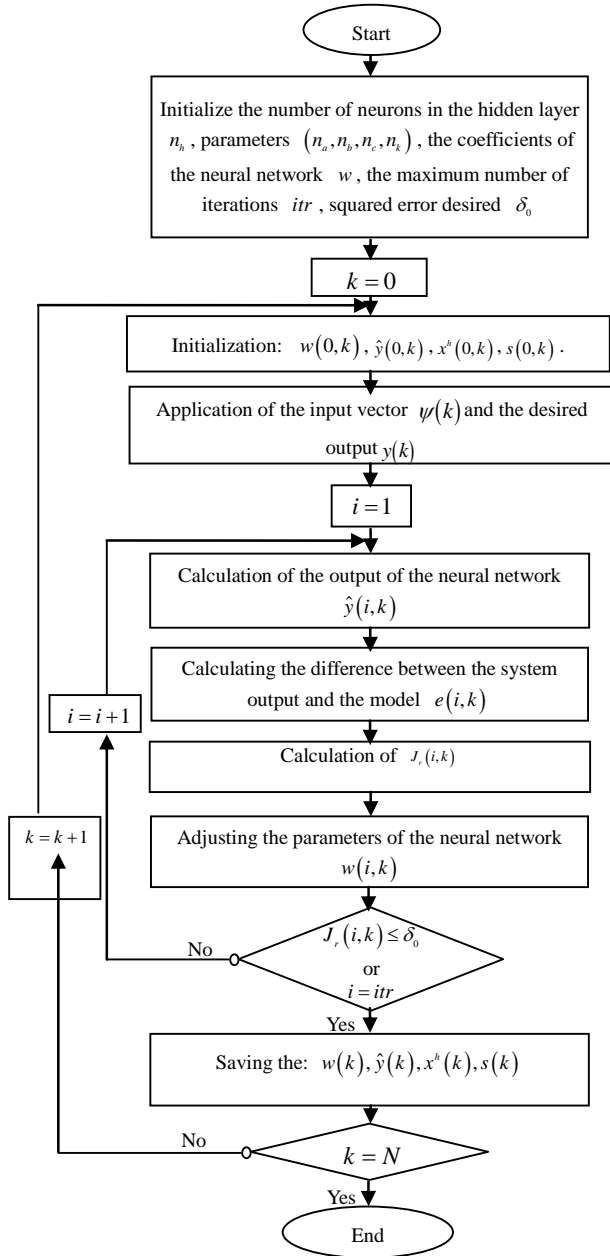 Start
Initialize the number of neurons in the hidden layer
n_h , parameters (n_a, n_b, n_c, n_k) , the coefficients of
the neural network w , the maximum number of
iterations itr , squared error desired δ_0
k = 0
Initialization: w(0,k) , ŷ(0,k) , x^h(0,k) , s(0,k) .
Application of the input vector ψ(k) and the desired
output y(k)
i = 1
Calculation of the output of the neural network
ŷ(i,k)
Calculating the difference between the system
output and the model e(i,k)
i = i + 1
Calculation of J_r(i,k)
k = k + 1
Adjusting the parameters of the neural network
w(i,k)
J_r(i,k) ≤ δ_0
No
or
i = itr
Yes
Saving the: w(k), ŷ(k), x^h(k), s(k)
No
k = N
Yes
End